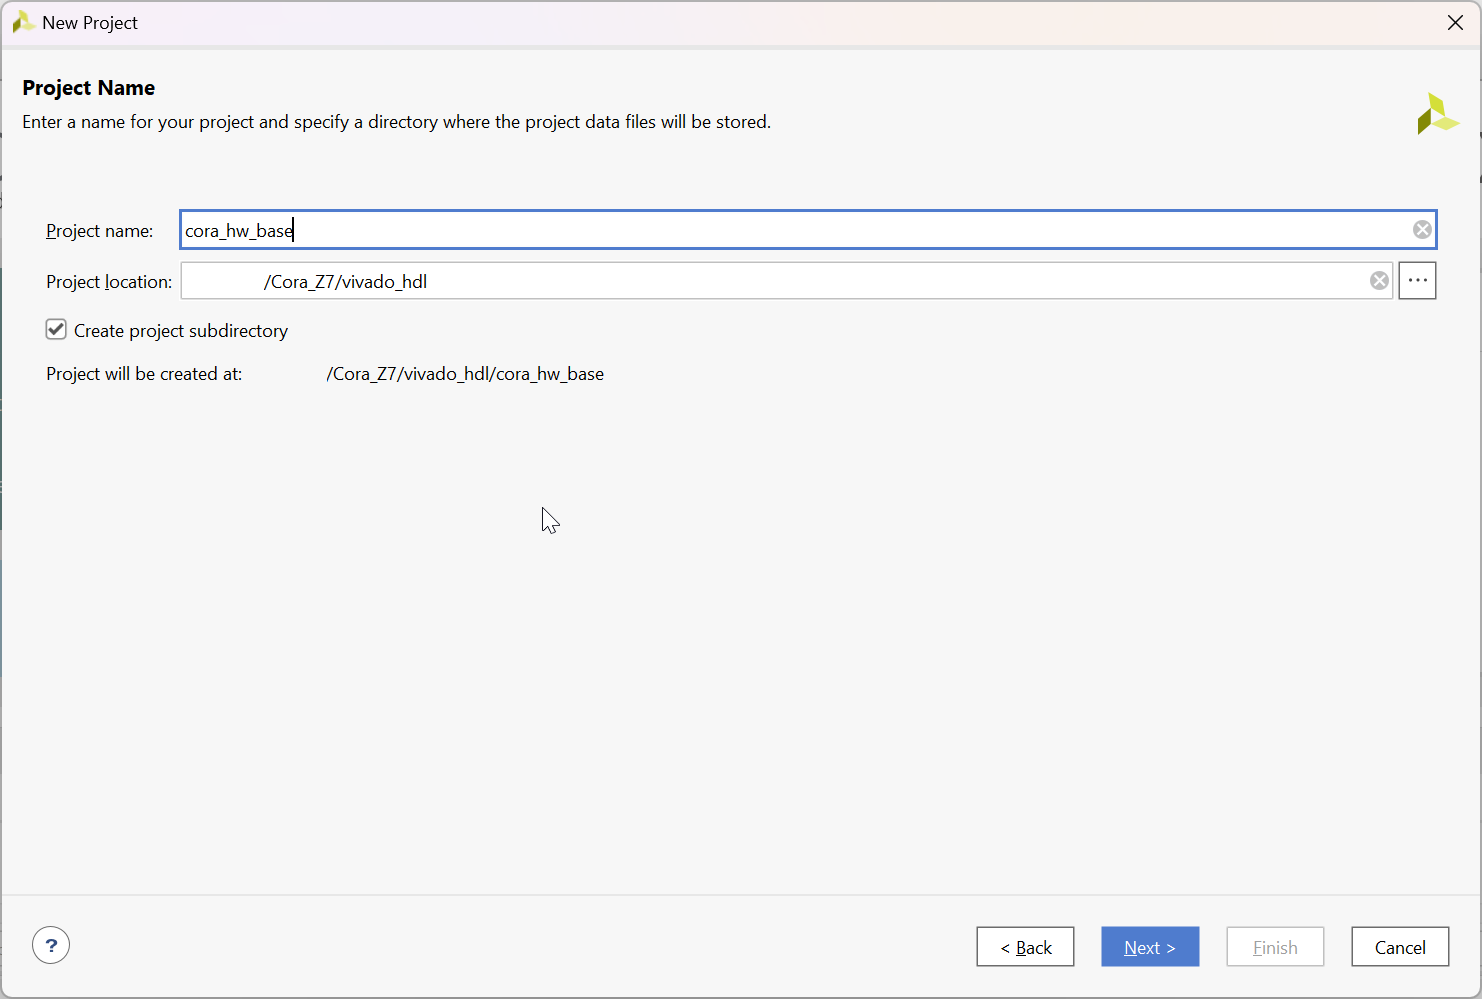 New Project
Project Name
Enter a name for your project and specify a directory where the project data files will be stored.
Project name: cora_hw_base
Project location: /Cora_Z7/vivado_hdl ...
Create project subdirectory
Project will be created at: /Cora_Z7/vivado_hdl/cora_hw_base
? < Back Next > Finish Cancel